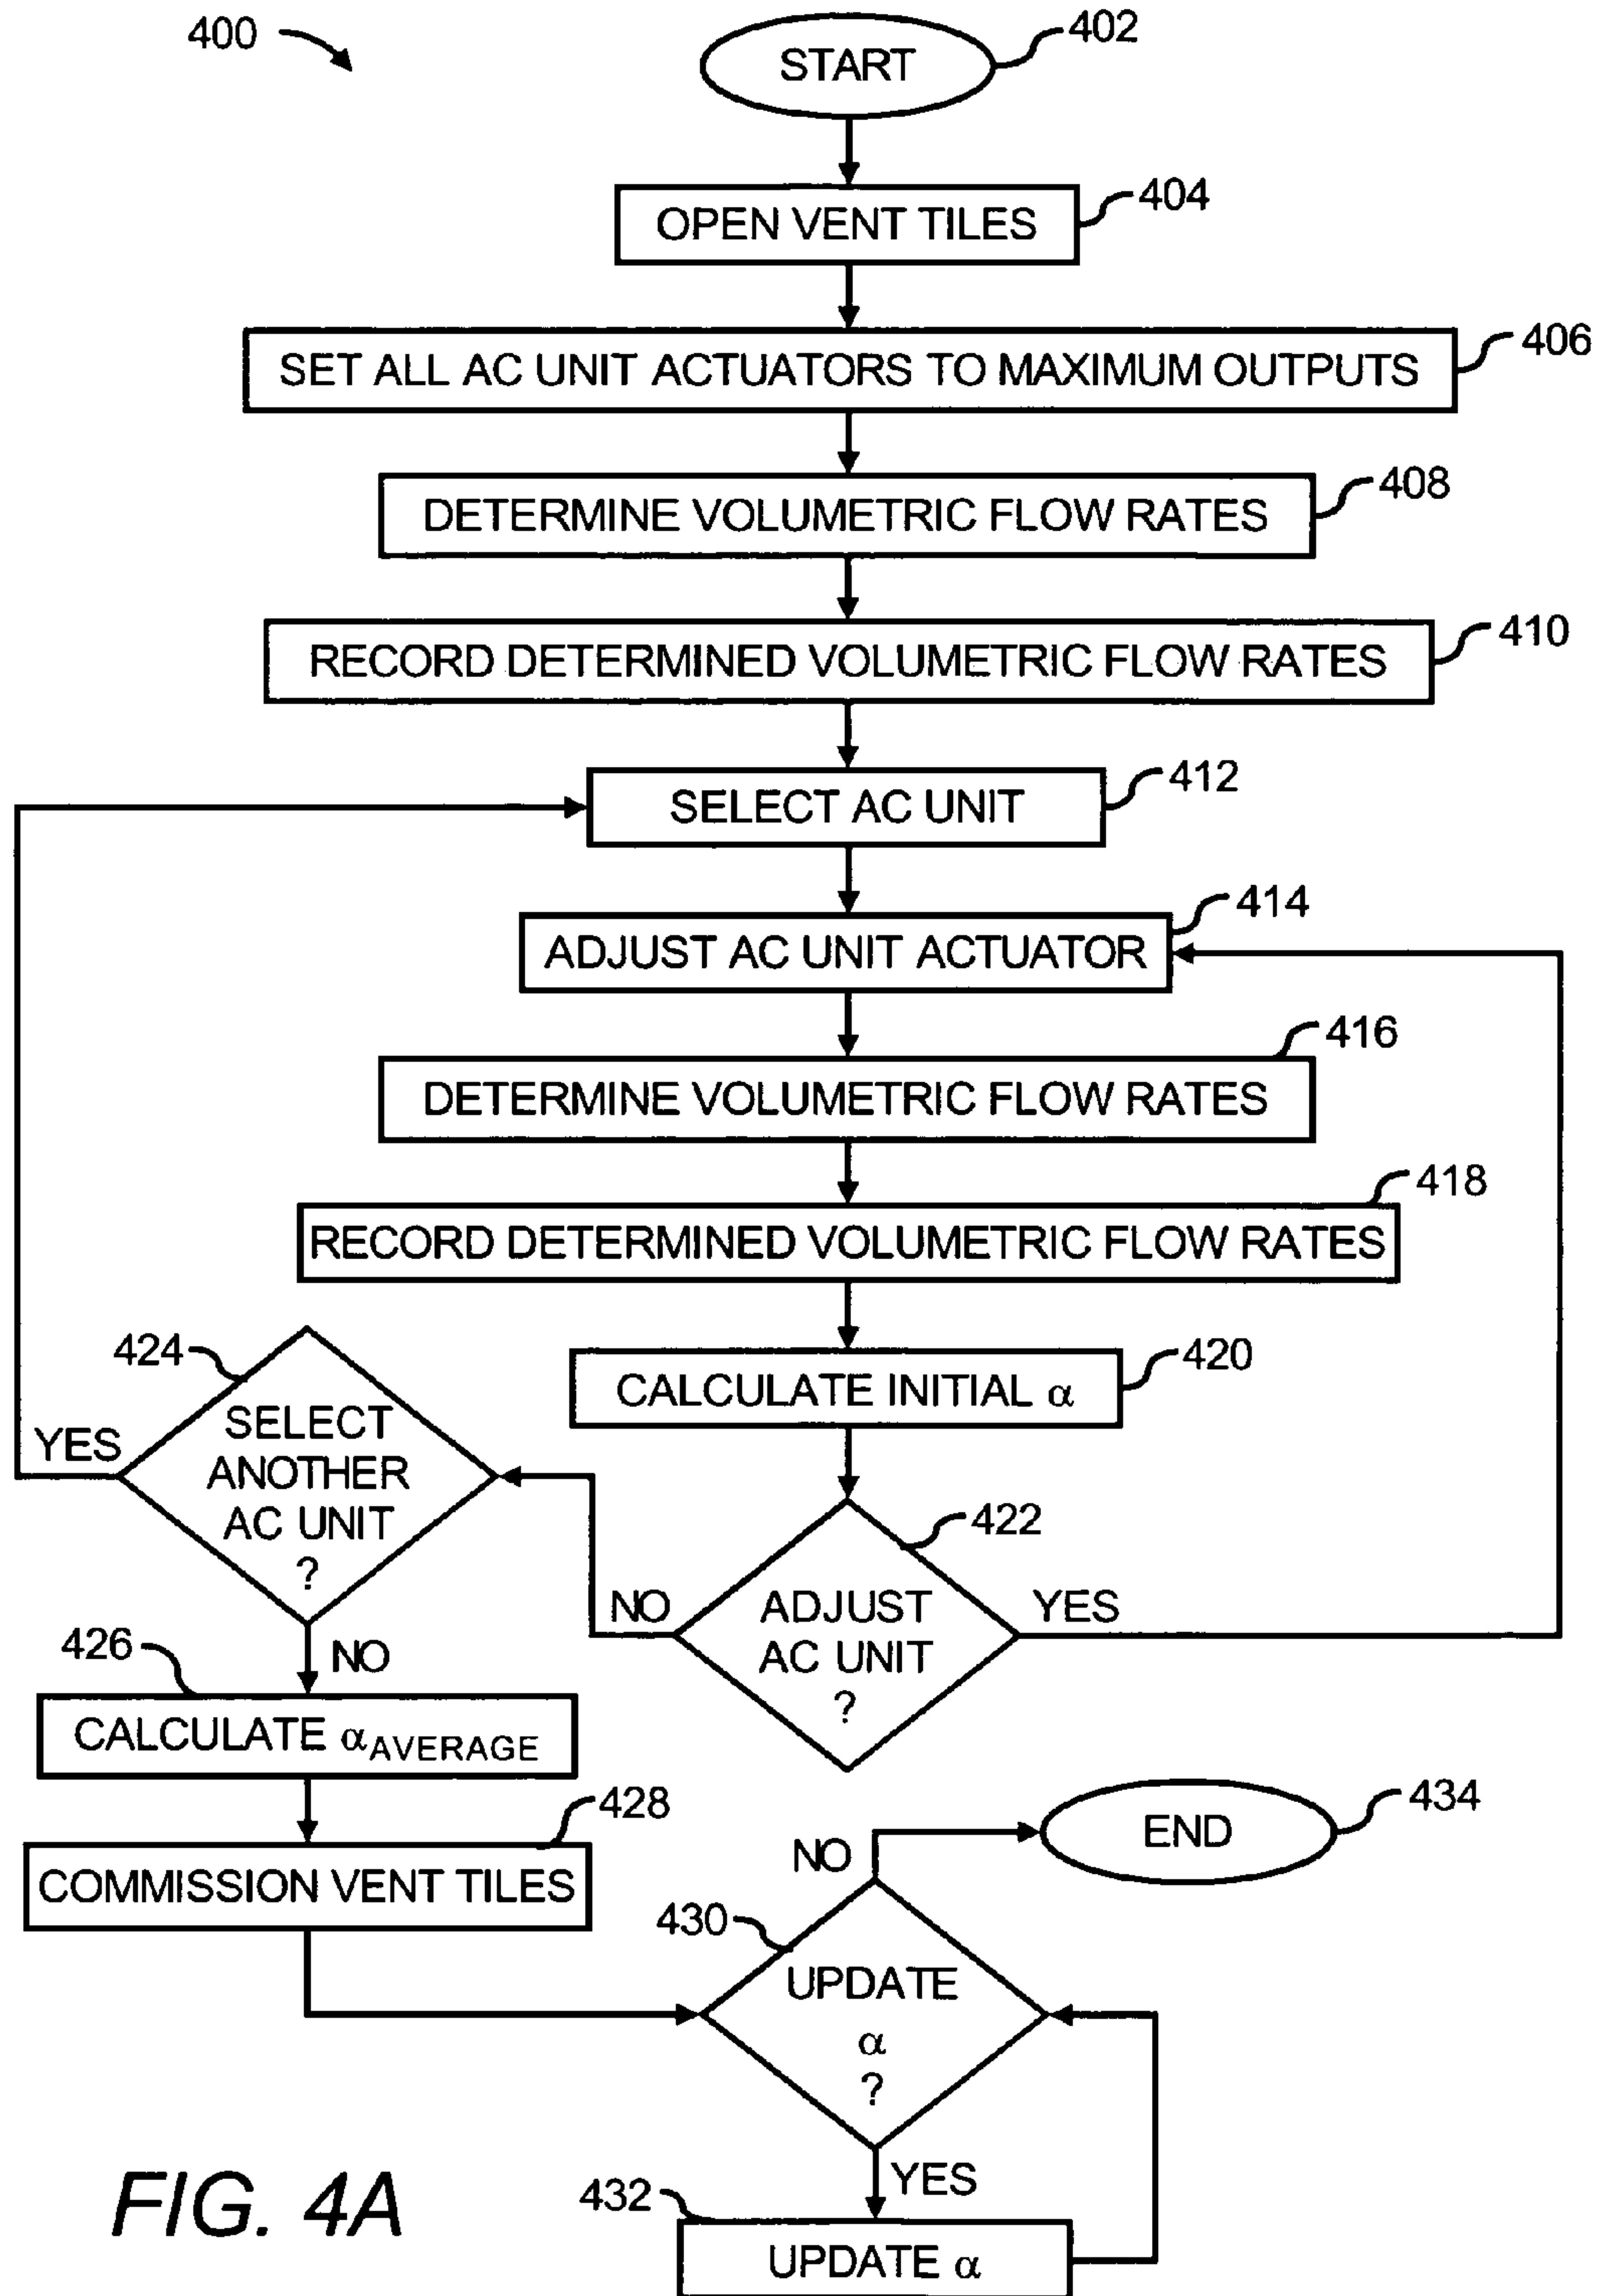 400
START
402
OPEN VENT TILES
404
SET ALL AC UNIT ACTUATORS TO MAXIMUM OUTPUTS
406
DETERMINE VOLUMETRIC FLOW RATES
408
RECORD DETERMINED VOLUMETRIC FLOW RATES
410
SELECT AC UNIT
412
ADJUST AC UNIT ACTUATOR
414
DETERMINE VOLUMETRIC FLOW RATES
416
RECORD DETERMINED VOLUMETRIC FLOW RATES
418
CALCULATE INITIAL α
420
ADJUST
AC UNIT
?
422
YES
NO
424
SELECT
ANOTHER
AC UNIT
?
YES
NO
426
CALCULATE αAVERAGE
428
COMMISSION VENT TILES
430
UPDATE
α
?
NO
END
434
YES
432
UPDATE α
FIG. 4A